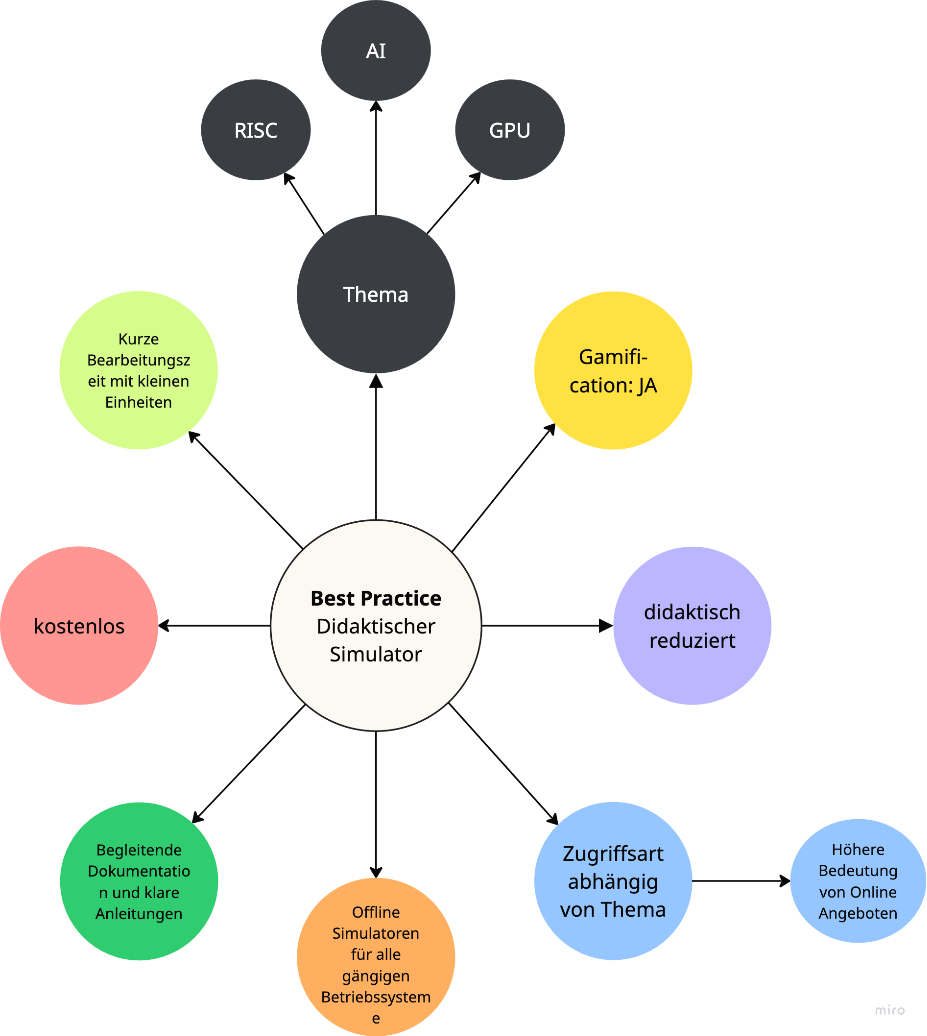 AI
RISC
GPU
Thema
Kurze
Bearbeitungsz
eit mit kleinen
Einheiten
Gamifi-
cation: JA
kostenlos
Best Practice
Didaktischer
Simulator
didaktisch
reduziert
Begleitende
Dokumentatio
n und klare
Anleitungen
Offline
Simulatoren
für alle
gängigen
Betriebssystem
e
Zugriffsart
abhängig
von Thema
Höhere
Bedeutung
von Online
Angeboten
miro